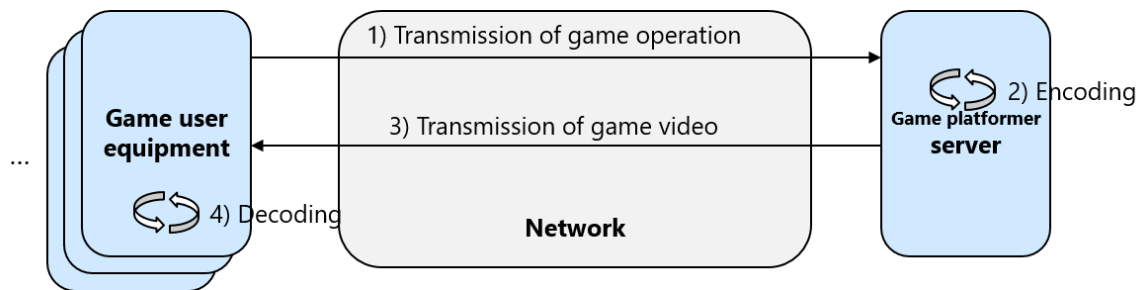 1) Transmission of game operation
2) Encoding
Game user
equipment
3) Transmission of game video
Game platformer
server
...
4) Decoding
Network